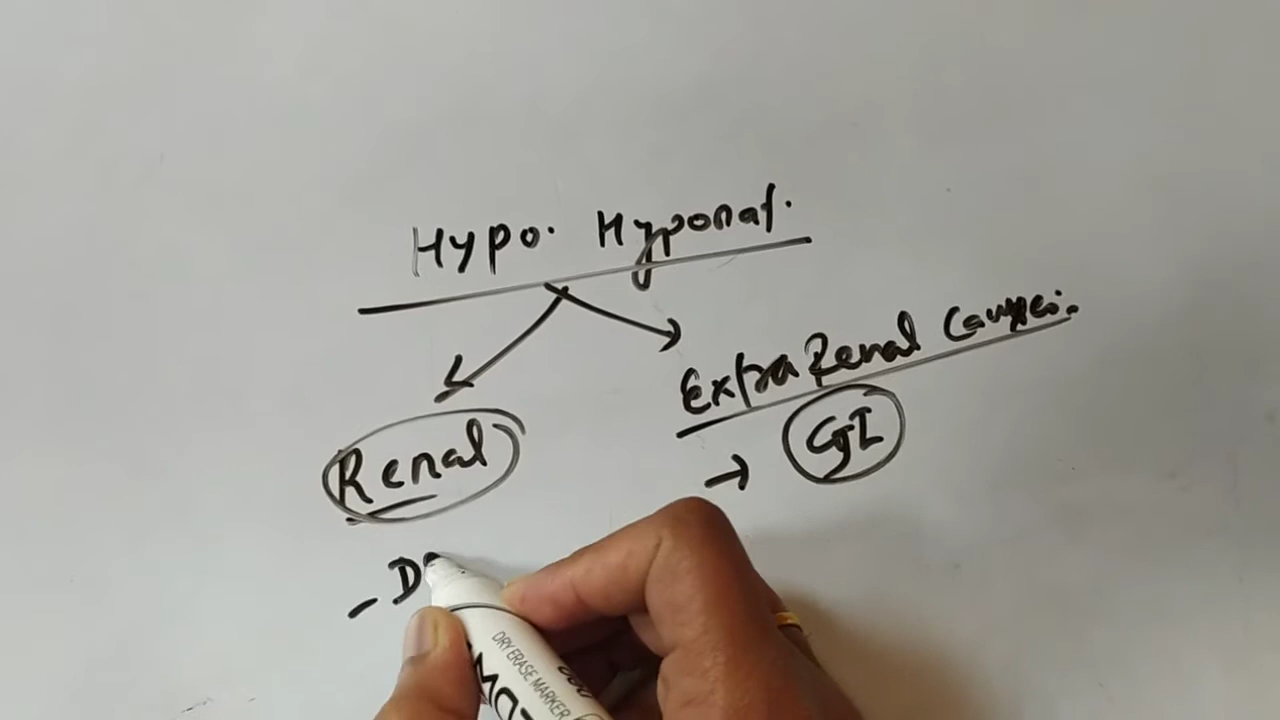 Hypo. Hyponat.
Extra Renal Causes.
GI
Renal
- D
DRY ERASE MARKER